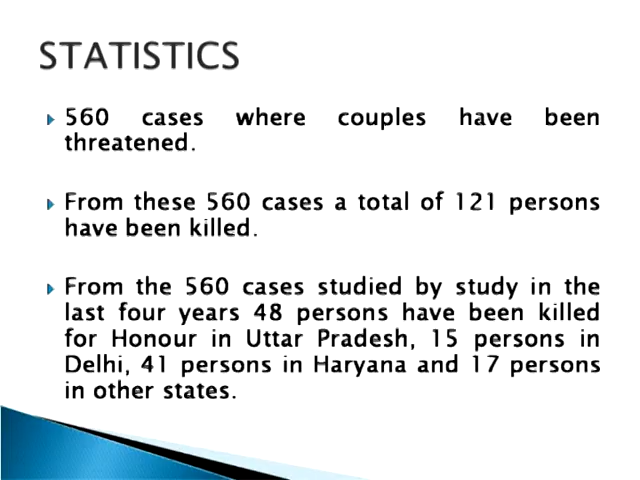 STATISTICS
560 cases where couples have been
threatened.
From these 560 cases a total of 121 persons
have been killed.
From the 560 cases studied by study in the
last four years 48 persons have been killed
for Honour in Uttar Pradesh, 15 persons in
Delhi, 41 persons in Haryana and 17 persons
in other states.